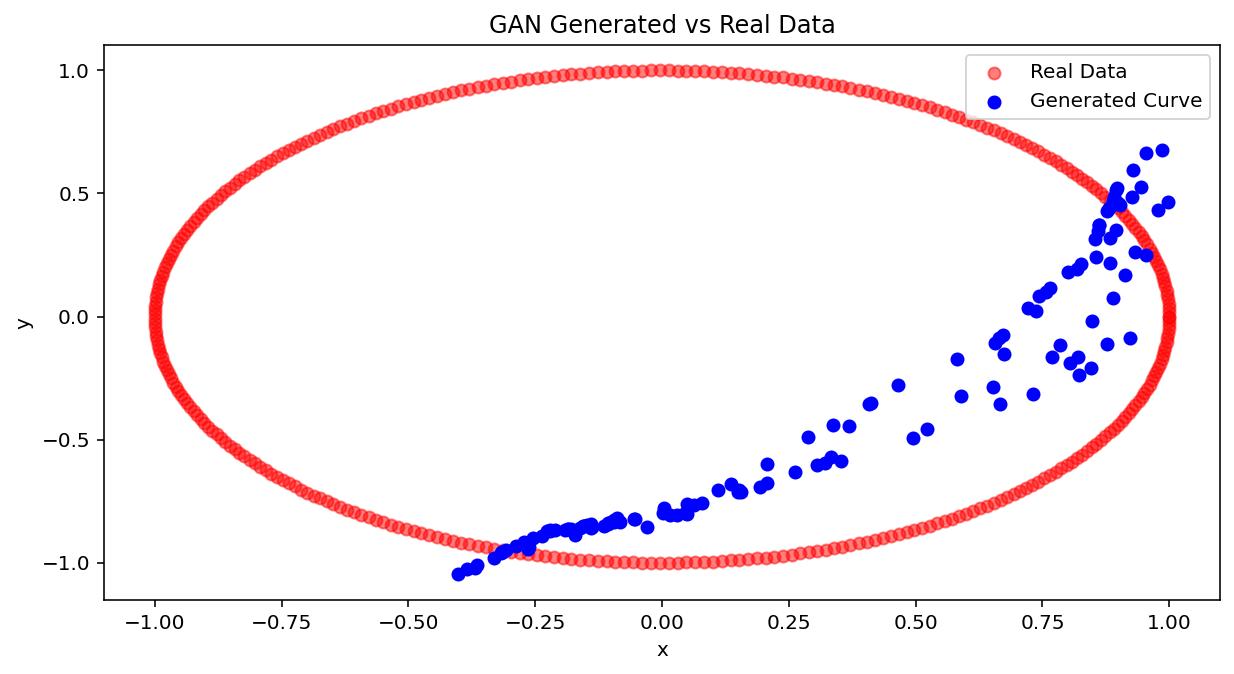 GAN Generated vs Real Data
Real Data
Generated Curve
1.0
0.5
0.0
−0.5
−1.0
y
−1.00 −0.75 −0.50 −0.25 0.00 0.25 0.50 0.75 1.00
x